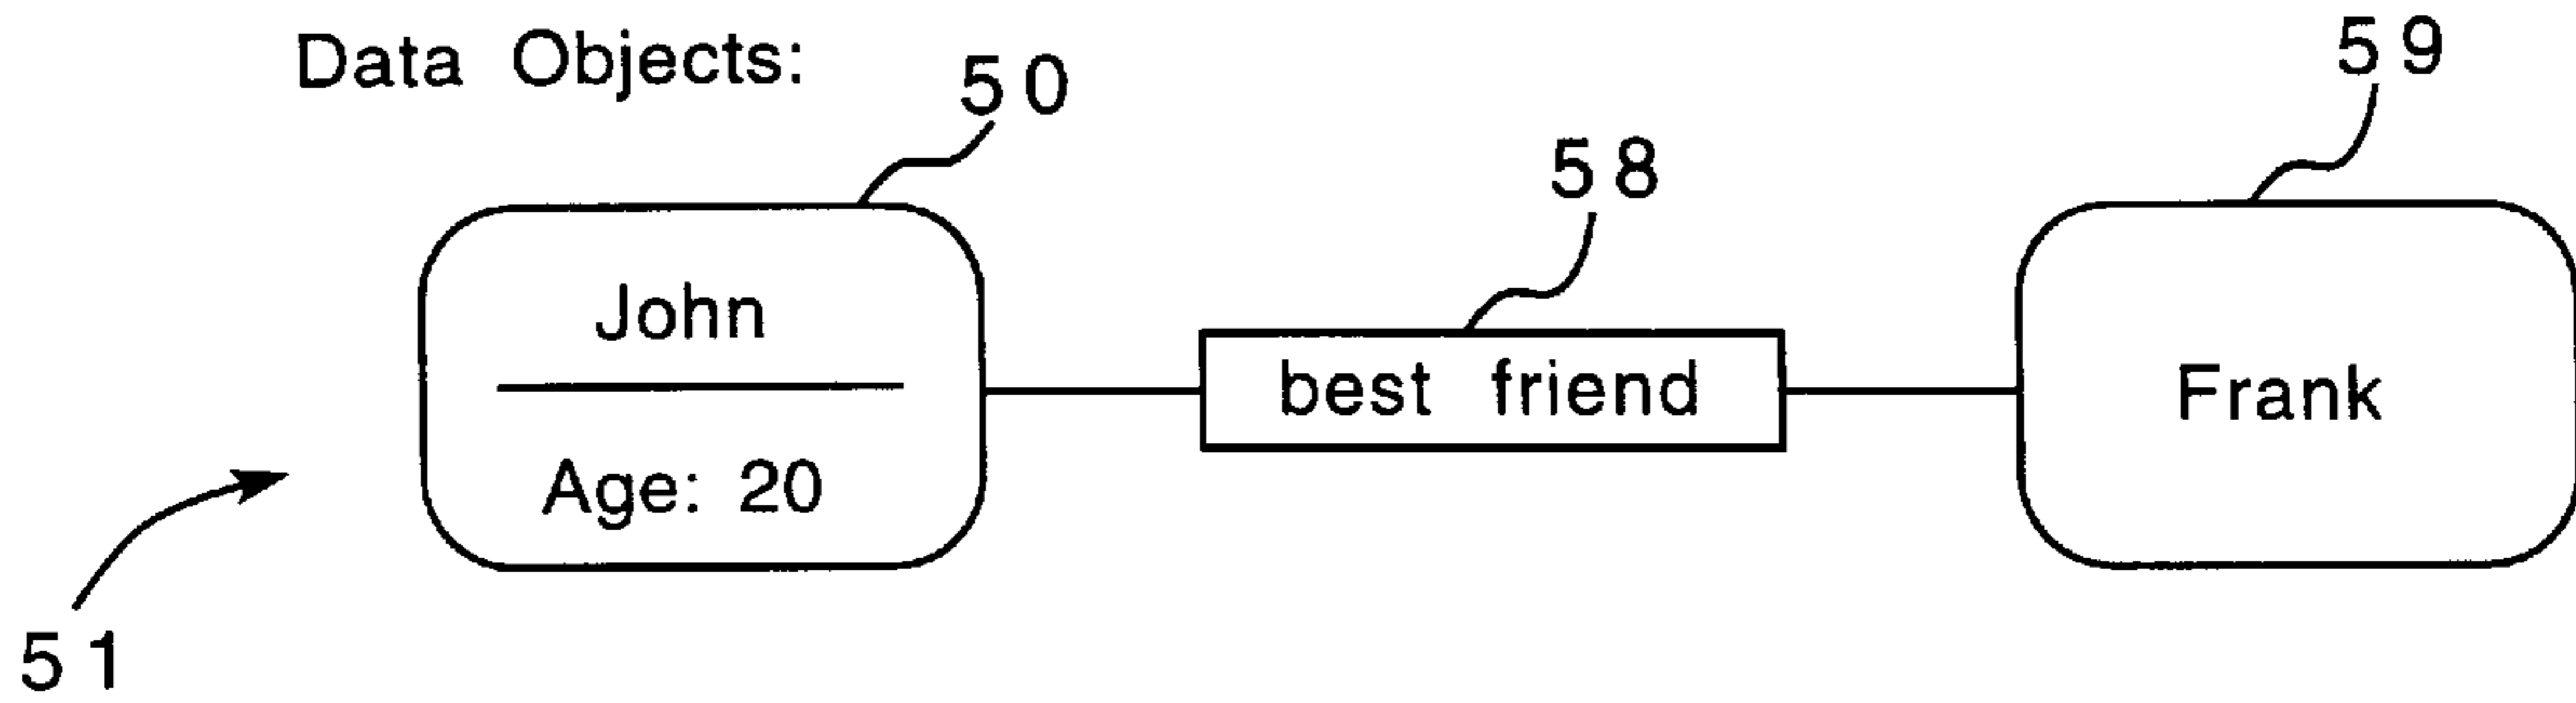 Data Objects:
50
59
58
John
best friend
Frank
Age: 20
51